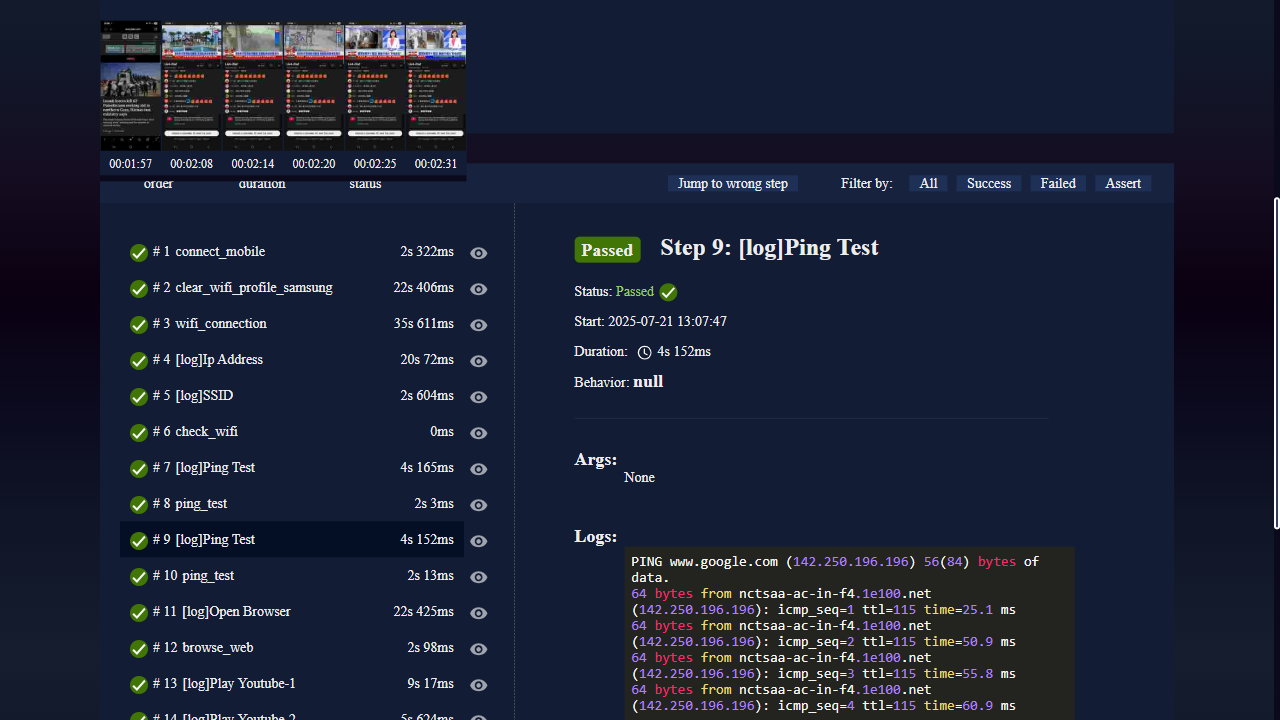 00:01:57 00:02:08 00:02:14 00:02:20 00:02:25 00:02:31
order duration status
Jump to wrong step Filter by: All Success Failed Assert
# 1 connect_mobile 2s 322ms
# 2 clear_wifi_profile_samsung 22s 406ms
# 3 wifi_connection 35s 611ms
# 4 [log]Ip Address 20s 72ms
# 5 [log]SSID 2s 604ms
# 6 check_wifi 0ms
# 7 [log]Ping Test 4s 165ms
# 8 ping_test 2s 3ms
# 9 [log]Ping Test 4s 152ms
# 10 ping_test 2s 13ms
# 11 [log]Open Browser 22s 425ms
# 12 browse_web 2s 98ms
# 13 [log]Play Youtube-1 9s 17ms
# 14 [log]Play Youtube-2 5s 624ms
Passed Step 9: [log]Ping Test
Status: Passed
Start: 2025-07-21 13:07:47
Duration: 4s 152ms
Behavior: null
Args:
None
Logs:
PING www.google.com (142.250.196.196) 56(84) bytes of
data.
64 bytes from nctsaa-ac-in-f4.1e100.net
(142.250.196.196): icmp_seq=1 ttl=115 time=25.1 ms
64 bytes from nctsaa-ac-in-f4.1e100.net
(142.250.196.196): icmp_seq=2 ttl=115 time=50.9 ms
64 bytes from nctsaa-ac-in-f4.1e100.net
(142.250.196.196): icmp_seq=3 ttl=115 time=55.8 ms
64 bytes from nctsaa-ac-in-f4.1e100.net
(142.250.196.196): icmp_seq=4 ttl=115 time=60.9 ms